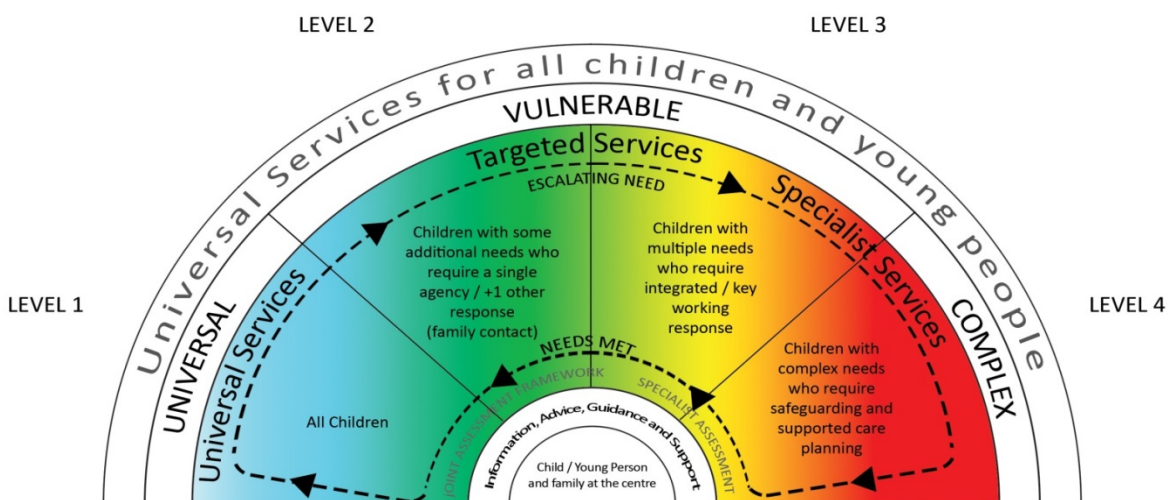 LEVEL 2
LEVEL 3
Universal Services for all children and young people
VULNERABLE
Targeted Services
ESCALATING NEED
Specialist Services
LEVEL 1
LEVEL 4
UNIVERSAL
Universal Services
COMPLEX
Children with some
additional needs who
require a single
agency / +1 other
response
(family contact)
Children with
multiple needs
who require
integrated / key
working
response
All Children
Children with
complex needs
who require
safeguarding and
supported care
planning
NEEDS MET
JOINT ASSESSMENT FRAMEWORK
SPECIALIST ASSESSMENT
Information, Advice, Guidance and Support
Child / Young Person
and family at the centre